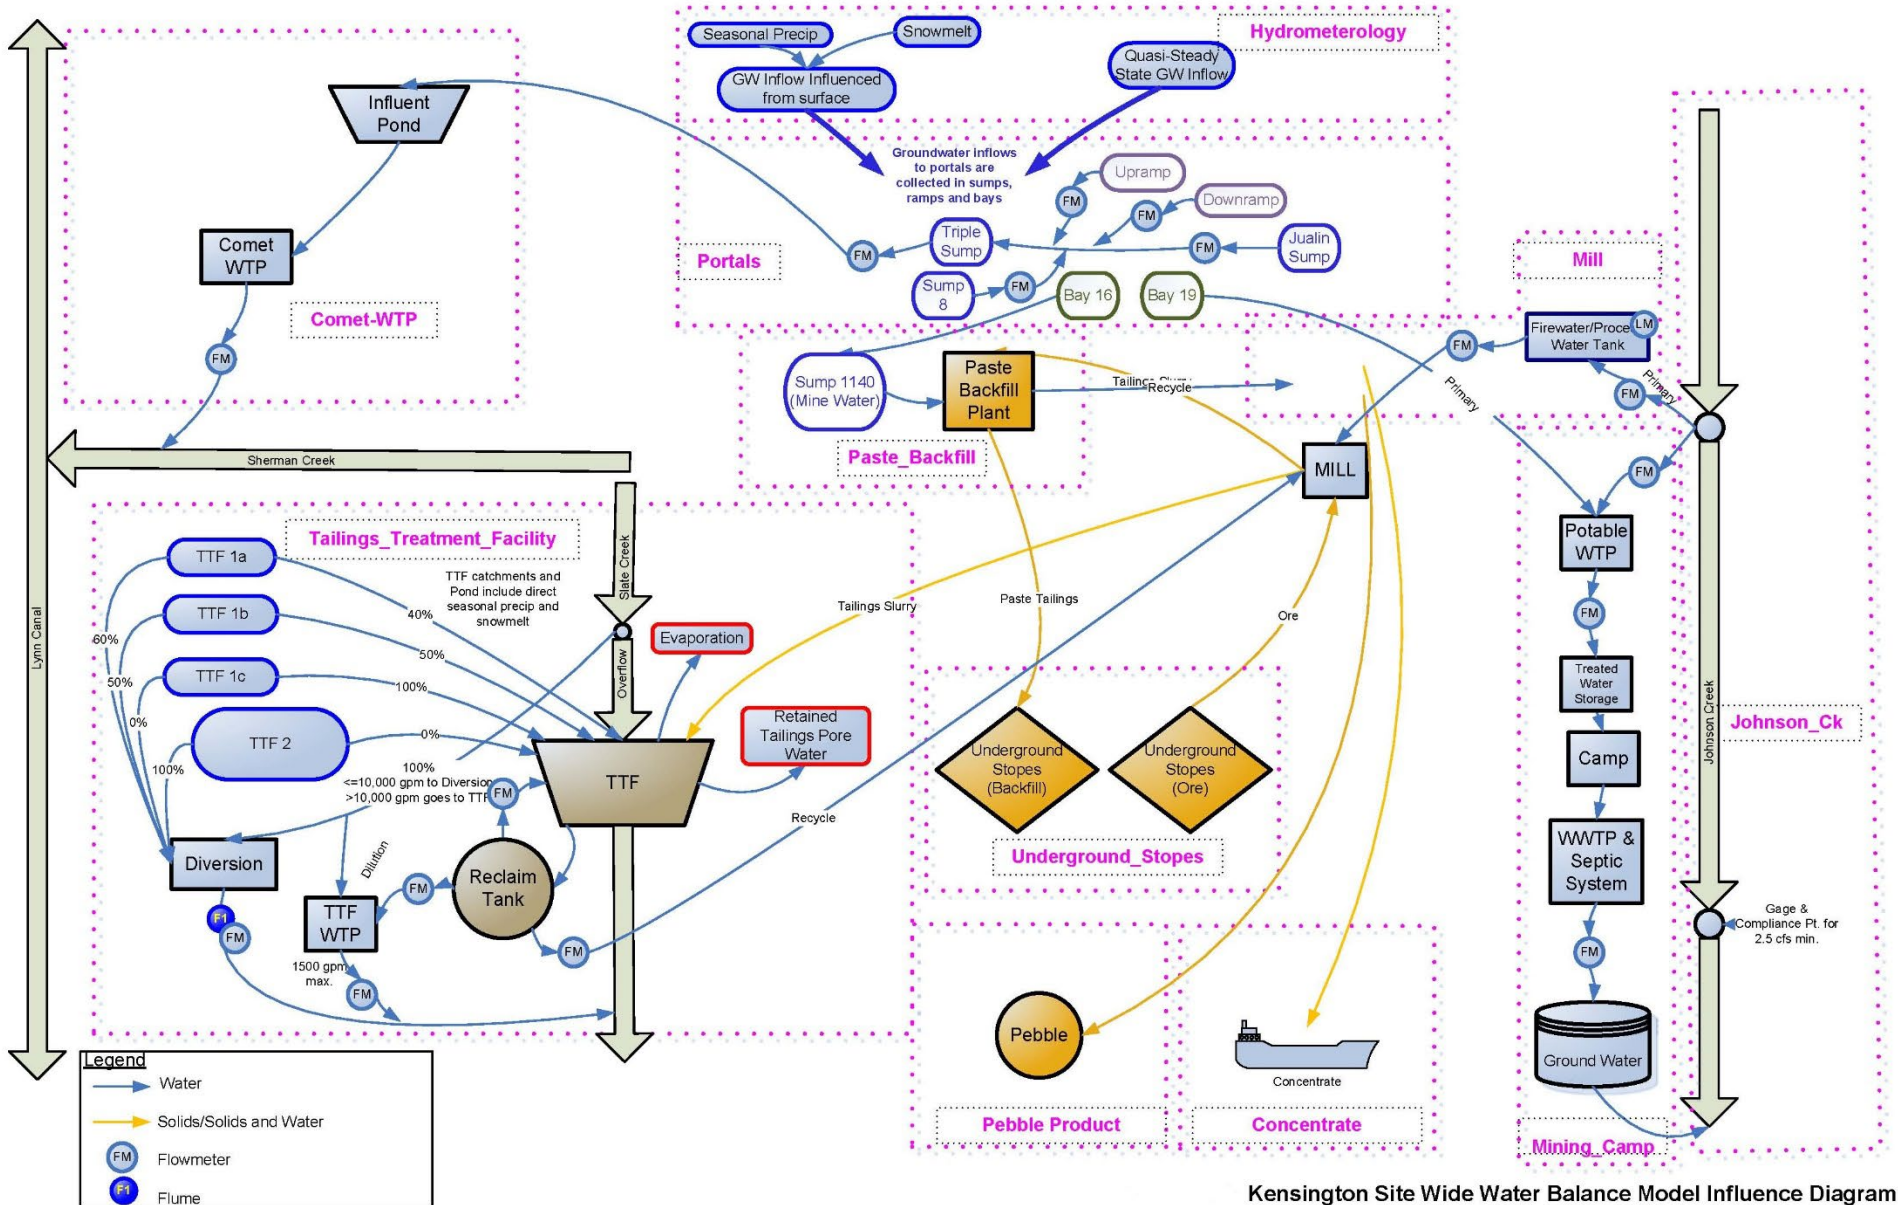 Hydrometerology
Seasonal Precip
Snowmelt
GW Inflow Influenced
from surface
Quasi-Steady
State GW Inflow
Groundwater inflows
to portals are
collected in sumps,
ramps and bays
Portals
Upramp
FM
Downramp
FM
Triple
Sump
FM
FM
Jualin
Sump
Sump
8
FM
Bay 16
Bay 19
Influent
Pond
Comet
WTP
Comet-WTP
FM
Lynn Canal
Sherman Creek
Mill
Firewater/Proce
Water Tank
LM
FM
FM
Primary
Primary
FM
Sump 1140
(Mine Water)
Paste
Backfill
Plant
Tailings Slurry
Recycle
Paste_Backfill
MILL
Tailings_Treatment_Facility
TTF 1a
TTF 1b
TTF 1c
TTF 2
60%
50%
0%
100%
40%
50%
100%
0%
TTF catchments and
Pond include direct
seasonal precip and
snowmelt
Slate Creek
Overflow
Evaporation
Retained
Tailings Pore
Water
100%
<=10,000 gpm to Diversion
>10,000 gpm goes to TTF
FM
TTF
Diversion
F1
FM
Dilution
TTF
WTP
FM
Reclaim
Tank
FM
1500 gpm
max.
FM
Recycle
Tailings Slurry
Paste Tailings
Ore
Underground
Stopes
(Backfill)
Underground
Stopes
(Ore)
Underground_Stopes
Pebble
Pebble Product
Concentrate
Concentrate
Potable
WTP
FM
Treated
Water
Storage
Camp
WWTP &
Septic
System
FM
Ground Water
Mining_Camp
Johnson Creek
Johnson_Ck
Gage &
Compliance Pt. for
2.5 cfs min.
Legend
Water
Solids/Solids and Water
FM Flowmeter
F1 Flume
Kensington Site Wide Water Balance Model Influence Diagram